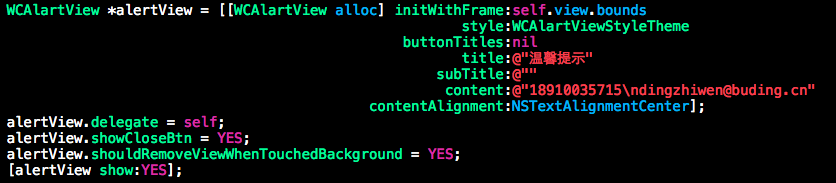 WCAlartView *alertView = [[WCAlartView alloc] initWithFrame:self.view.bounds
style:WCAlartViewStyleTheme
buttonTitles:nil
title:@"温馨提示"
subTitle:@""
content:@"18910035715\ndingzhiwen@buding.cn"
contentAlignment:NSTextAlignmentCenter];
alertView.delegate = self;
alertView.showCloseBtn = YES;
alertView.shouldRemoveViewWhenTouchedBackground = YES;
[alertView show:YES];